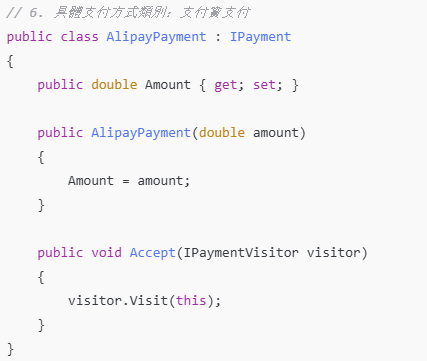 // 6. 具體支付方式類別：支付寶支付
public class AlipayPayment : IPayment
{
    public double Amount { get; set; }

    public AlipayPayment(double amount)
    {
        Amount = amount;
    }

    public void Accept(IPaymentVisitor visitor)
    {
        visitor.Visit(this);
    }
}